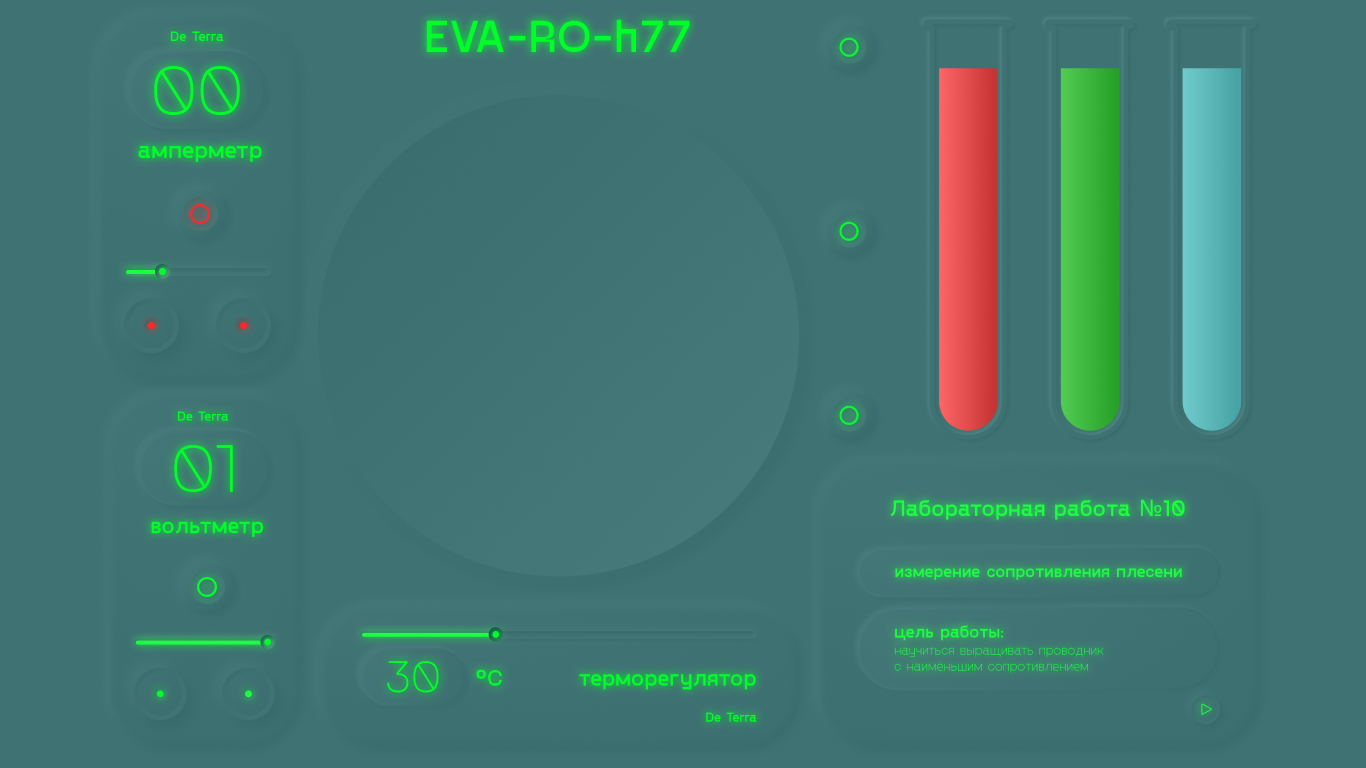 De Terra
00
амперметр
De Terra
01
вольтметр
EVA-RO-h77
30 °C
терморегулятор
De Terra
Лабораторная работа №10
измерение сопротивления плесени
цель работы:
научиться выращивать проводник
с наименьшим сопротивлением